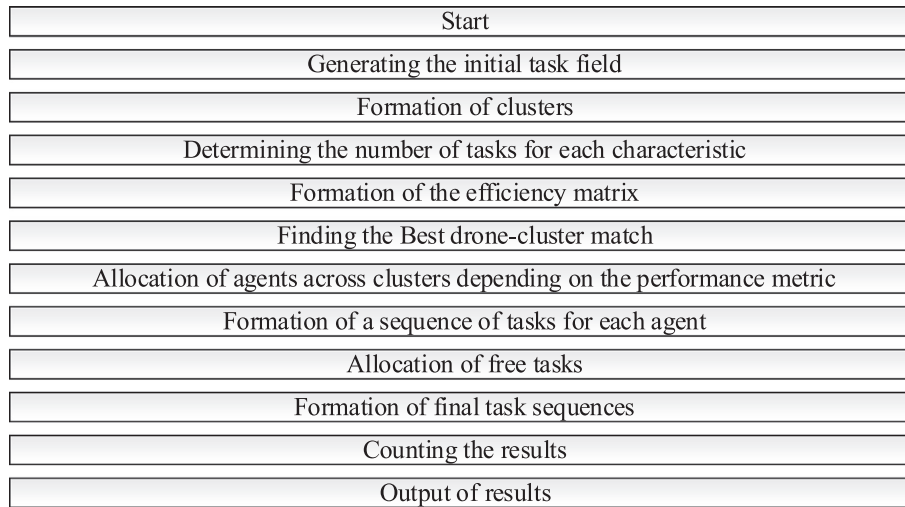 Start
Generating the initial task field
Formation of clusters
Determining the number of tasks for each characteristic
Formation of the efficiency matrix
Finding the Best drone-cluster match
Allocation of agents across clusters depending on the performance metric
Formation of a sequence of tasks for each agent
Allocation of free tasks
Formation of final task sequences
Counting the results
Output of results